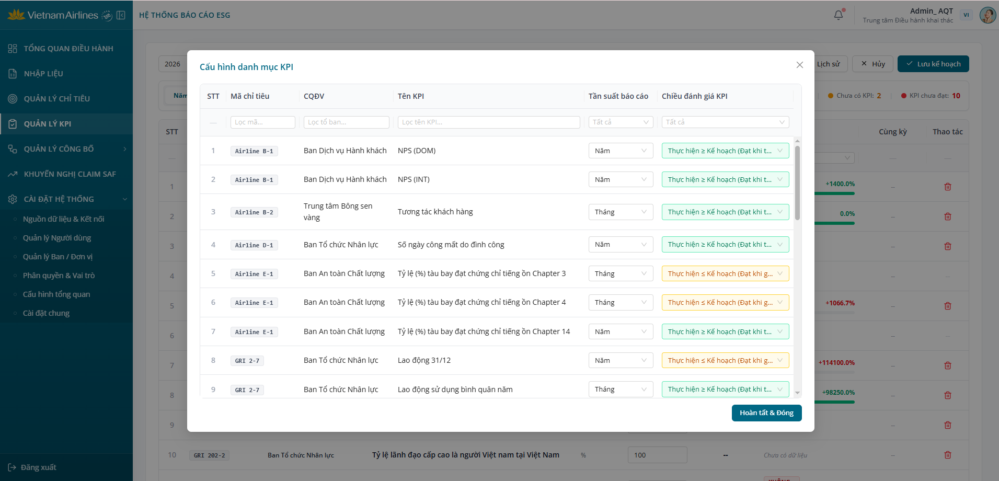 Vietnam Airlines
HỆ THỐNG BÁO CÁO ESG
Admin_ AQT
Trung tâm Điều hành khai thác
VI
TỔNG QUAN ĐIỀU HÀNH
NHẬP LIỆU
QUẢN LÝ CHỈ TIÊU
QUẢN LÝ KPI
QUẢN LÝ CÔNG BỐ
KHUYẾN NGHỊ CLAIM SAF
CÀI ĐẶT HỆ THỐNG
Nguồn dữ liệu & Kết nối
Quản lý Người dùng
Quản lý Ban / Đơn vị
Phân quyền & Vai trò
Cấu hình tổng quan
Cài đặt chung
Đăng xuất
2026
Lịch sử
Hủy
Lưu kế hoạch
Năm
Chưa có KPI: 2
KPI chưa đạt: 10
STT
Cùng kỳ
Thao tác
—
—
—
1
+1400.0%
--
2
0.0%
--
3
--
4
--
5
+1066.7%
--
6
--
7
+114100.0%
--
8
+98250.0%
--
9
--
10
GRI 202-2
Ban Tổ chức Nhân lực
Tỷ lệ lãnh đạo cấp cao là người Việt nam tại Việt Nam
%
100
--
Chưa có dữ liệu
--
KHÔNG
Cấu hình danh mục KPI
STT
Mã chỉ tiêu
CQĐV
Tên KPI
Tần suất báo cáo
Chiều đánh giá KPI
—
Lọc mã...
Lọc tổ ban...
Lọc tên KPI...
Tất cả
Tất cả
1
Airline B-1
Ban Dịch vụ Hành khách
NPS (DOM)
Năm
Thực hiện ≥ Kế hoạch (Đạt khi t...
2
Airline B-1
Ban Dịch vụ Hành khách
NPS (INT)
Năm
Thực hiện ≥ Kế hoạch (Đạt khi t...
3
Airline B-2
Trung tâm Bông sen
vàng
Tương tác khách hàng
Tháng
Thực hiện ≥ Kế hoạch (Đạt khi t...
4
Airline D-1
Ban Tổ chức Nhân lực
Số ngày công mất do đình công
Năm
Thực hiện ≥ Kế hoạch (Đạt khi t...
5
Airline E-1
Ban An toàn Chất lượng
Tỷ lệ (%) tàu bay đạt chứng chỉ tiếng ồn Chapter 3
Tháng
Thực hiện ≤ Kế hoạch (Đạt khi g...
6
Airline E-1
Ban An toàn Chất lượng
Tỷ lệ (%) tàu bay đạt chứng chỉ tiếng ồn Chapter 4
Tháng
Thực hiện ≤ Kế hoạch (Đạt khi g...
7
Airline E-1
Ban An toàn Chất lượng
Tỷ lệ (%) tàu bay đạt chứng chỉ tiếng ồn Chapter 14
Năm
Thực hiện ≥ Kế hoạch (Đạt khi t...
8
GRI 2-7
Ban Tổ chức Nhân lực
Lao động 31/12
Năm
Thực hiện ≤ Kế hoạch (Đạt khi g...
9
GRI 2-7
Ban Tổ chức Nhân lực
Lao động sử dụng bình quân năm
Tháng
Thực hiện ≥ Kế hoạch (Đạt khi t...
Hoàn tất & Đóng